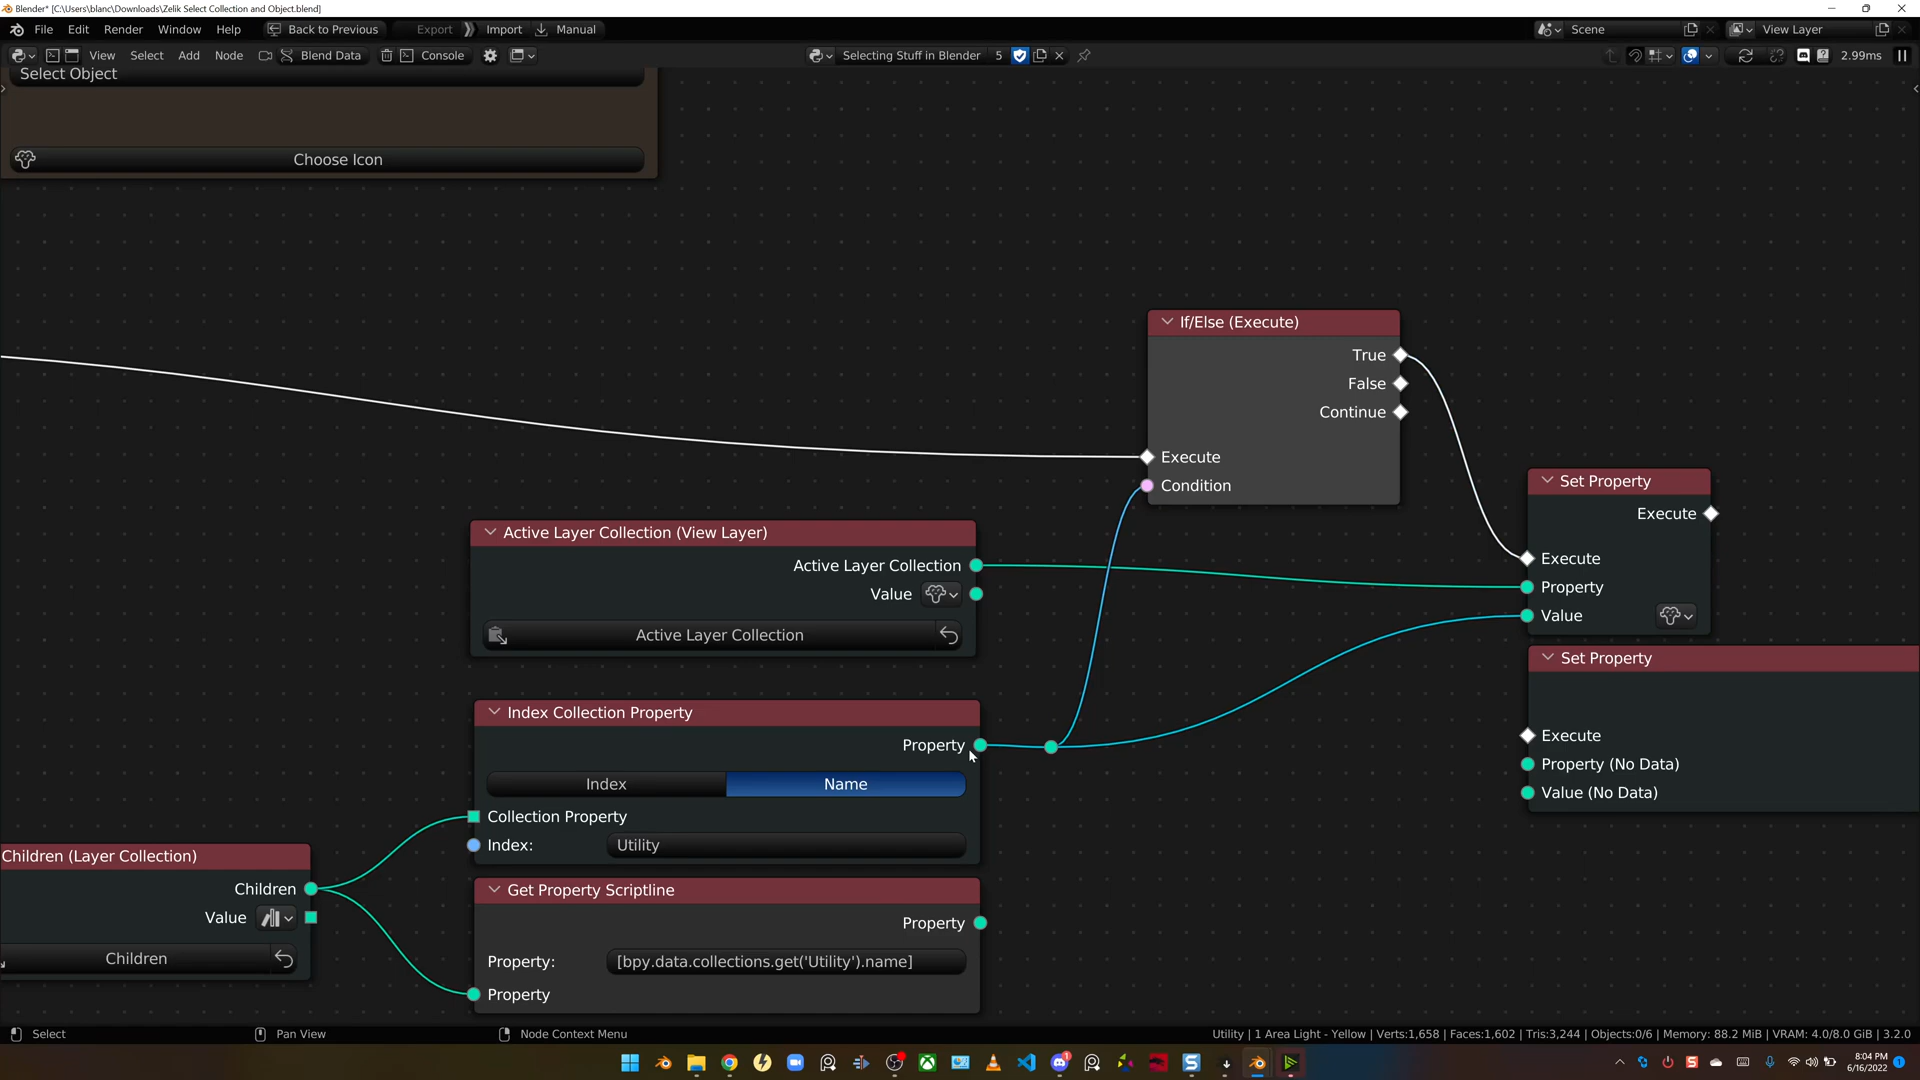 Blender* [C:\Users\blanc\Downloads\Zelik Select Collection and Object.blend]
File Edit Render Window Help Back to Previous Export Import Manual Scene View Layer
View Select Add Node Blend Data Console Selecting Stuff in Blender 5 2.99ms
Select Object
Choose Icon
If/Else (Execute)
True
False
Continue
Execute
Condition
Set Property
Execute
Execute
Property
Value
Active Layer Collection (View Layer)
Active Layer Collection
Value
Active Layer Collection
Set Property
Execute
Property (No Data)
Value (No Data)
Index Collection Property
Property
Index Name
Collection Property
Index: Utility
Children (Layer Collection)
Children
Value
Children
Get Property Scriptline
Property
Property: [bpy.data.collections.get('Utility').name]
Property
Select Pan View Node Context Menu Utility | 1 Area Light - Yellow | Verts:1,658 | Faces:1,602 | Tris:3,244 | Objects:0/6 | Memory: 88.2 MiB | VRAM: 4.0/8.0 GiB | 3.2.0
8:04 PM
6/16/2022